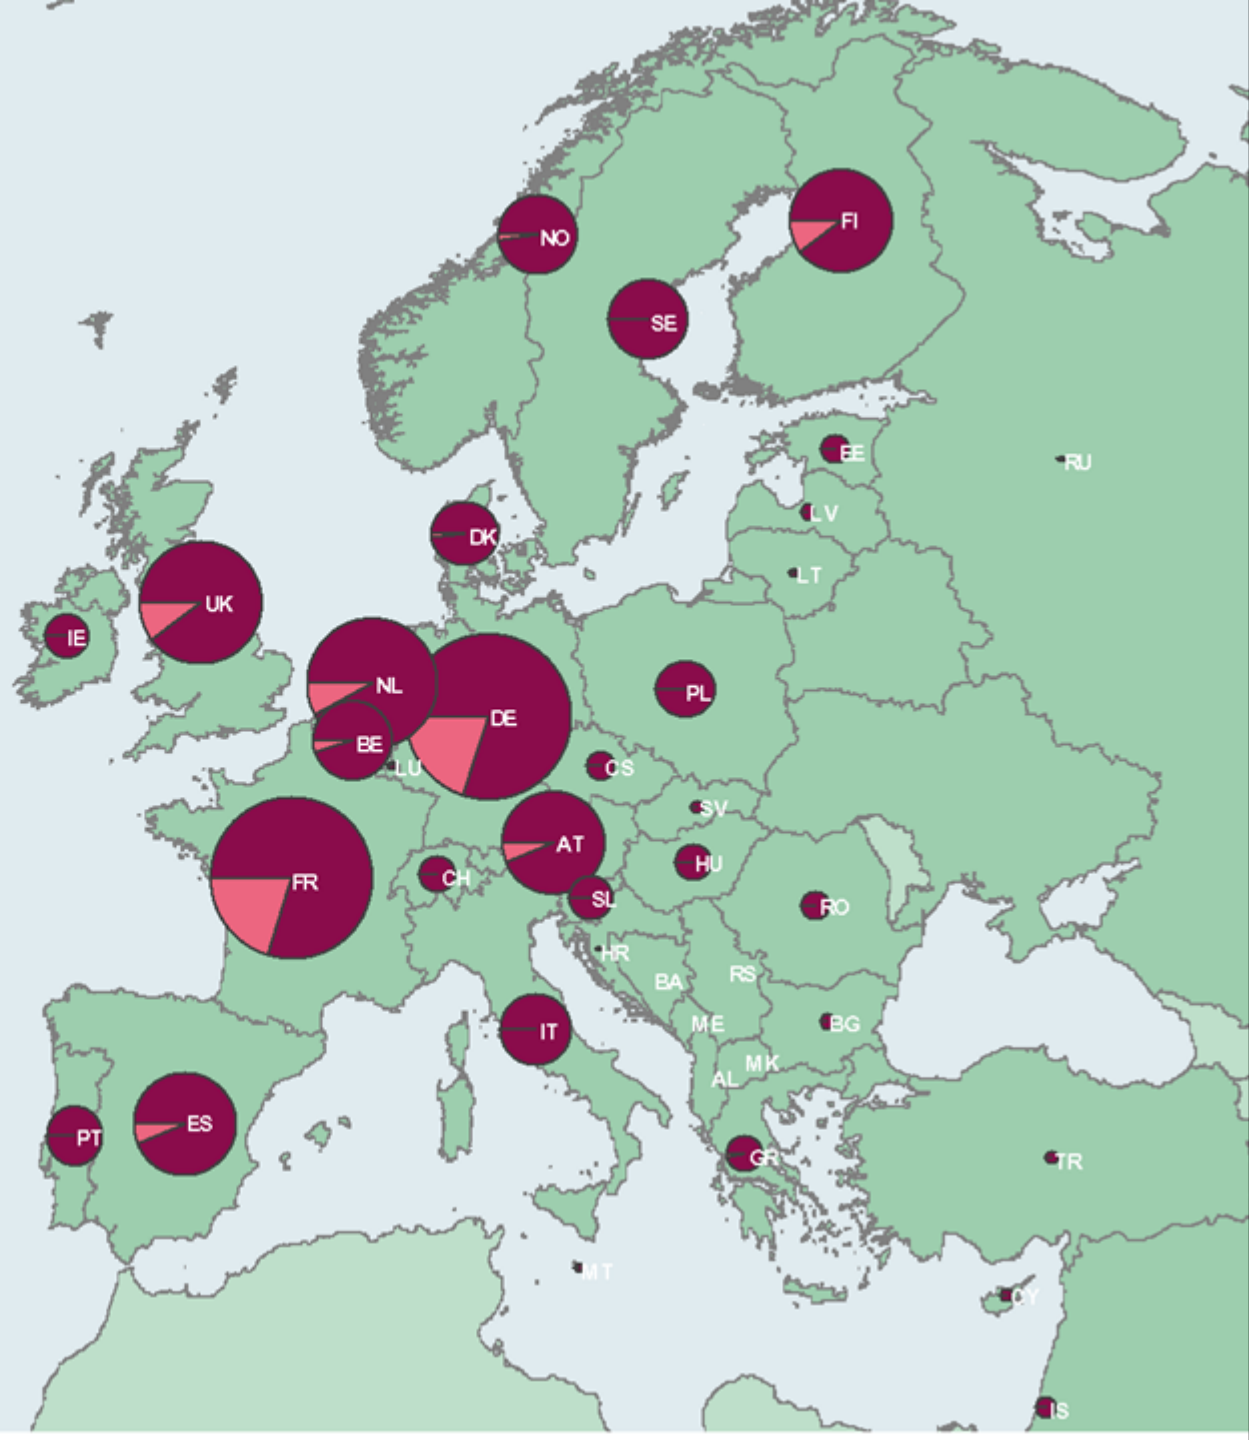 FI
NO
SE
EE
RU
LV
DK
LT
UK
IE
NL
PL
DE
BE
LU
CS
SV
AT
HU
CH
FR
SL
RO
HR
RS
BA
ME
BG
IT
MK
AL
ES
PT
GR
TR
MT
CY
IS